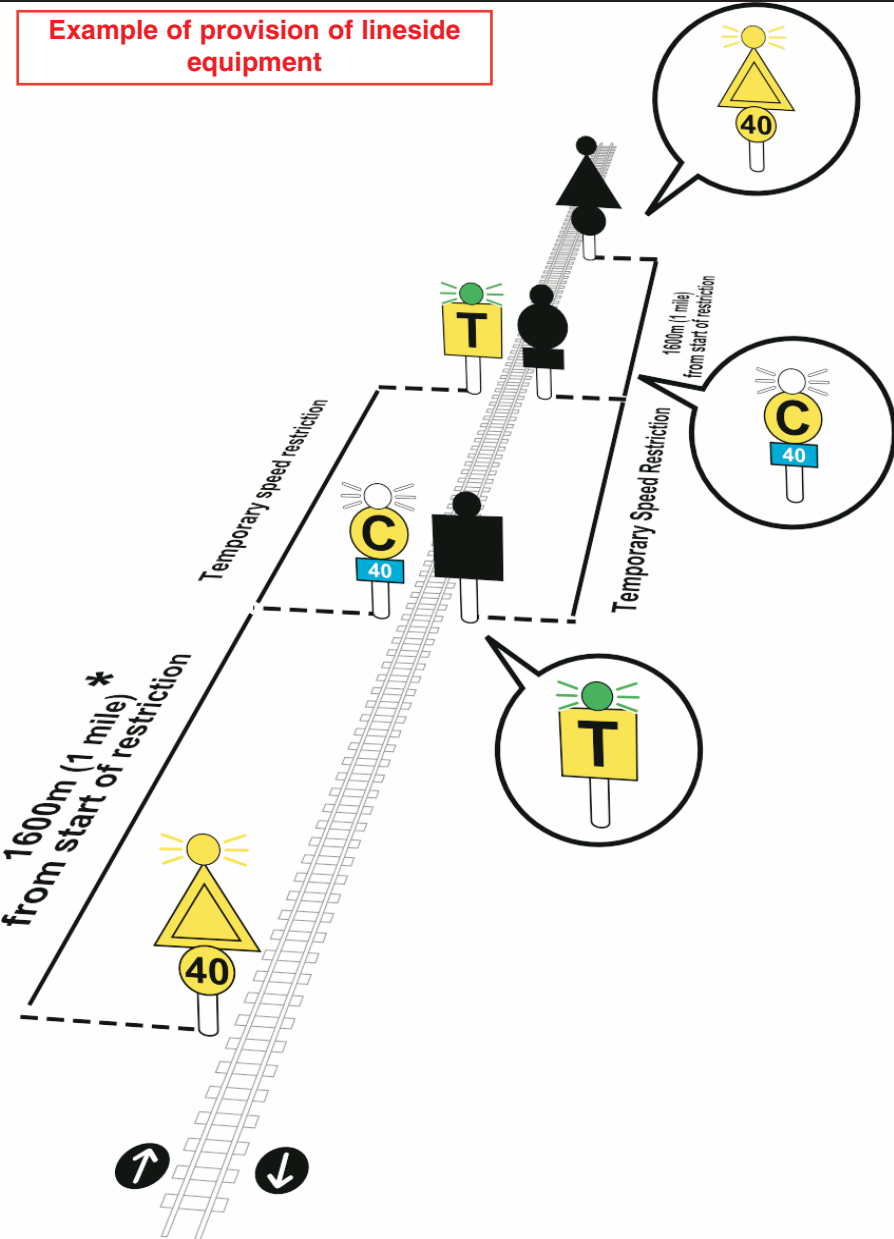 Example of provision of lineside
equipment
40
1600m (1 mile)
from start of restriction
T
C
40
Temporary speed restriction
Temporary Speed Restriction
C
40
T
1600m (1 mile)*
from start of restriction
40